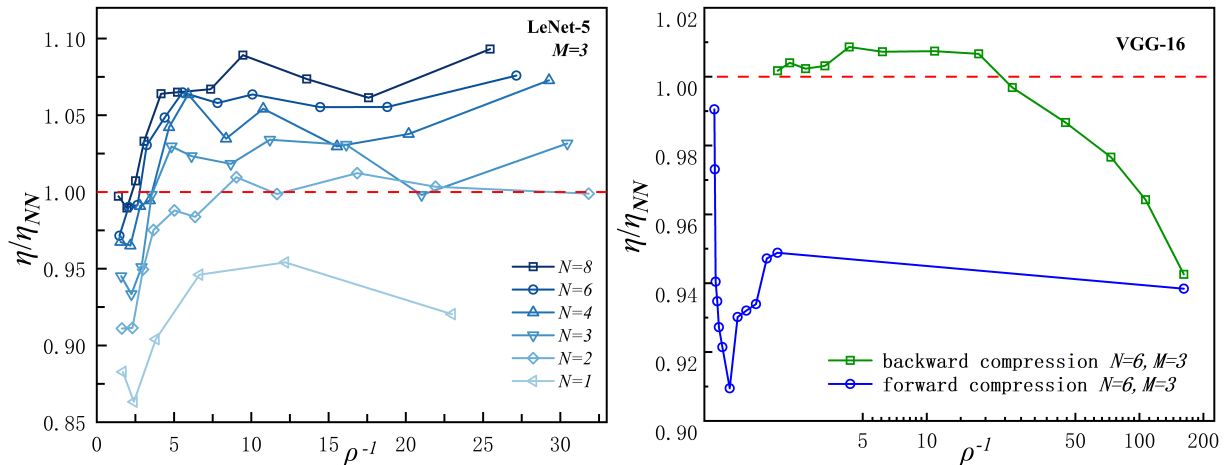 LeNet-5
M=3
η/η_NN
1.10
1.05
1.00
0.95
0.90
0.85
N=8
N=6
N=4
N=3
N=2
N=1
0 5 10 15 20 25 30
ρ⁻¹
VGG-16
η/η_NN
1.02
1.00
0.98
0.96
0.94
0.92
0.90
backward compression N=6, M=3
forward compression N=6, M=3
5 10 50 100 200
ρ⁻¹